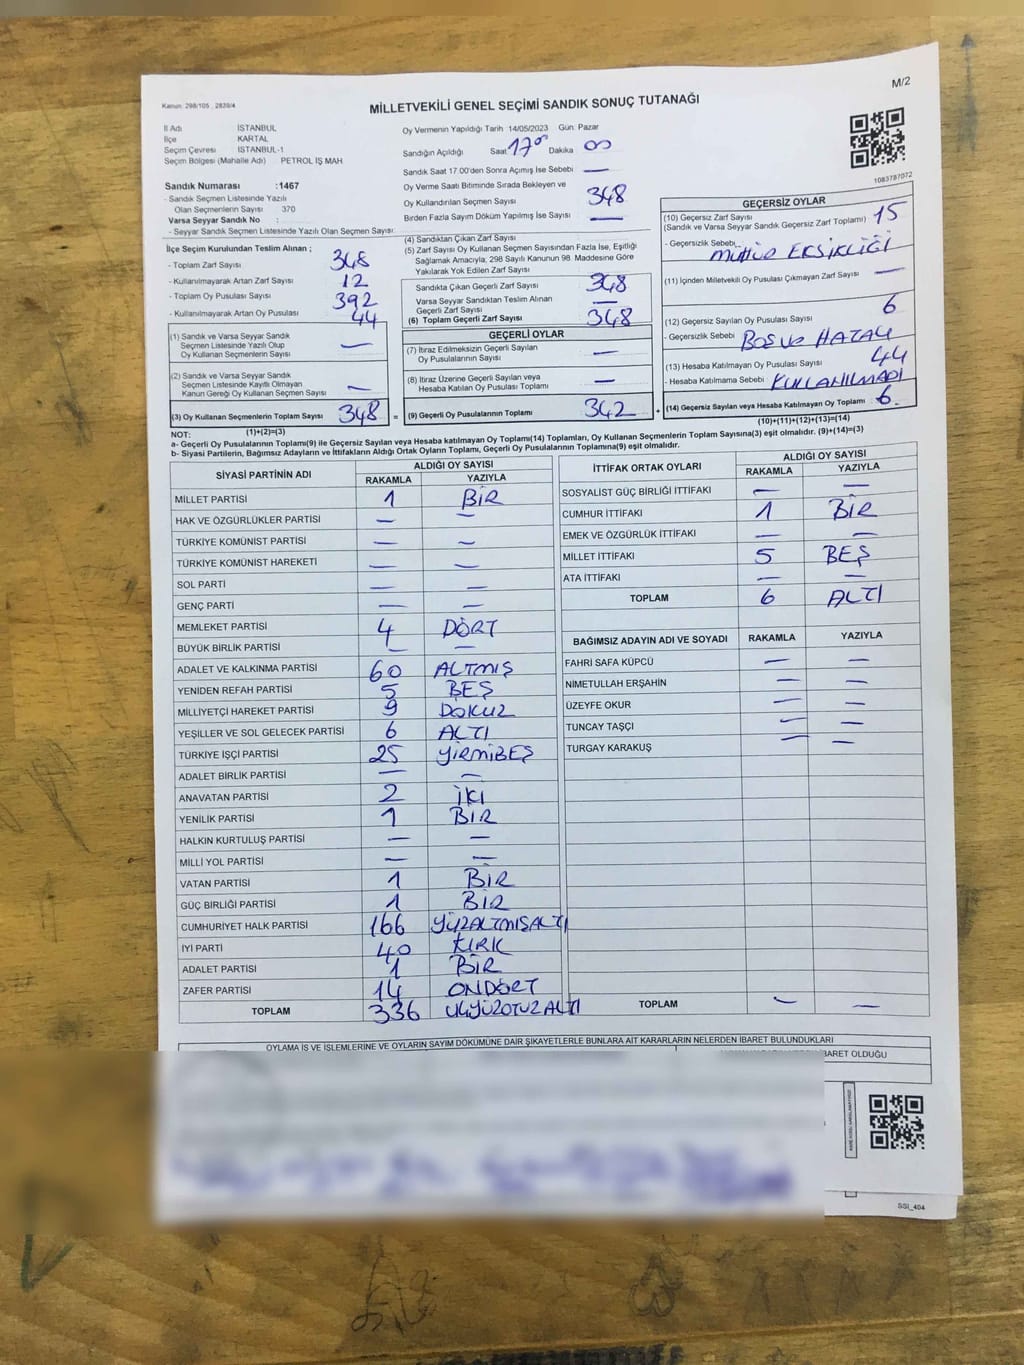 M/2
Kanun: 298/105 , 2839/4
MİLLETVEKİLİ GENEL SEÇİMİ SANDIK SONUÇ TUTANAĞI
İl Adı İSTANBUL
İlçe KARTAL
Seçim Çevresi İSTANBUL-1
Seçim Bölgesi (Mahalle Adı) PETROL İŞ MAH
Sandık Numarası :1467
- Sandık Seçmen Listesinde Yazılı
Olan Seçmenlerin Sayısı 370
Varsa Seyyar Sandık No :
- Seyyar Sandık Seçmen Listesinde Yazılı Olan Seçmen Sayısı:
İlçe Seçim Kurulundan Teslim Alınan ;
- Toplam Zarf Sayısı 348
- Kullanılmayarak Artan Zarf Sayısı 12
- Toplam Oy Pusulası Sayısı 392
- Kullanılmayarak Artan Oy Pusulası 44
(1) Sandık ve Varsa Seyyar Sandık
Seçmen Listesinde Yazılı Olup
Oy Kullanan Seçmenlerin Sayısı —
(2) Sandık ve Varsa Seyyar Sandık
Seçmen Listesinde Kayıtlı Olmayan
Kanun Gereği Oy Kullanan Seçmen Sayısı —
(3) Oy Kullanan Seçmenlerin Toplam Sayısı 348 =
(1)+(2)=(3)
Oy Vermenin Yapıldığı Tarih :14/05/2023 Gün: Pazar
Sandığın Açıldığı Saat 17 00 Dakika 00
Sandık Saat 17:00'den Sonra Açımış İse Sebebi —
Oy Verme Saati Bitiminde Sırada Bekleyen ve
Oy Kullandırılan Seçmen Sayısı 348
Birden Fazla Sayım Döküm Yapılmış İse Sayısı —
(4) Sandıktan Çıkan Zarf Sayısı
(5) Zarf Sayısı Oy Kullanan Seçmen Sayısından Fazla İse, Eşitliği
Sağlamak Amacıyla, 298 Sayılı Kanunun 98. Maddesine Göre
Yakılarak Yok Edilen Zarf Sayısı
Sandıkta Çıkan Geçerli Zarf Sayısı 348
Varsa Seyyar Sandıktan Teslim Alınan
Geçerli Zarf Sayısı —
(6) Toplam Geçerli Zarf Sayısı 348
GEÇERLİ OYLAR
(7) İtiraz Edilmeksizin Geçerli Sayılan
Oy Pusulalarının Sayısı —
(8) İtiraz Üzerine Geçerli Sayılan veya
Hesaba Katılan Oy Pusulası Toplamı —
(9) Geçerli Oy Pusulalarının Toplamı 342 +
1083787072
GEÇERSİZ OYLAR
(10) Geçersiz Zarf Sayısı 15
(Sandık ve Varsa Seyyar Sandık Geçersiz Zarf Toplamı)
- Geçersizlik Sebebi MÜHÜR EKSİKLİĞİ
(11) İçinden Milletvekili Oy Pusulası Çıkmayan Zarf Sayısı —
(12) Geçersiz Sayılan Oy Pusulası Sayısı 6
- Geçersizlik Sebebi BOŞ VE HATALI
(13) Hesaba Katılmayan Oy Pusulası Sayısı 44
- Hesaba Katılmama Sebebi KULLANILMADI
(14) Geçersiz Sayılan veya Hesaba Katılmayan Oy Toplamı 6.
(10)+(11)+(12)+(13)=(14)
NOT:
a- Geçerli Oy Pusulalarının Toplamı(9) ile Geçersiz Sayılan veya Hesaba katılmayan Oy Toplamı(14) Toplamları, Oy Kullanan Seçmenlerin Toplam Sayısına(3) eşit olmalıdır. (9)+(14)=(3)
b- Siyasi Partilerin, Bağımsız Adayların ve İttifakların Aldığı Ortak Oyların Toplamı, Geçerli Oy Pusulalarının Toplamına(9) eşit olmalıdır.
SİYASİ PARTİNİN ADI ALDIĞI OY SAYISI
RAKAMLA YAZIYLA
MİLLET PARTİSİ 1 BİR
HAK VE ÖZGÜRLÜKLER PARTİSİ — —
TÜRKİYE KOMÜNİST PARTİSİ — —
TÜRKİYE KOMÜNİST HAREKETİ — —
SOL PARTİ — —
GENÇ PARTİ — —
MEMLEKET PARTİSİ 4 DÖRT
BÜYÜK BİRLİK PARTİSİ — —
ADALET VE KALKINMA PARTİSİ 60 ALTMIŞ
YENİDEN REFAH PARTİSİ 5 BEŞ
MİLLİYETÇİ HAREKET PARTİSİ 9 DOKUZ
YEŞİLLER VE SOL GELECEK PARTİSİ 6 ALTI
TÜRKİYE İŞÇİ PARTİSİ 25 YİRMİBEŞ
ADALET BİRLİK PARTİSİ — —
ANAVATAN PARTİSİ 2 İKİ
YENİLİK PARTİSİ 1 BİR
HALKIN KURTULUŞ PARTİSİ — —
MİLLİ YOL PARTİSİ — —
VATAN PARTİSİ 1 BİR
GÜÇ BİRLİĞİ PARTİSİ 1 BİR
CUMHURİYET HALK PARTİSİ 166 YÜZALTMIŞALTI
İYİ PARTİ 40 KIRK
ADALET PARTİSİ 1 BİR
ZAFER PARTİSİ 14 ONDÖRT
TOPLAM 336 ÜÇYÜZOTUZALTI
İTTİFAK ORTAK OYLARI ALDIĞI OY SAYISI
RAKAMLA YAZIYLA
SOSYALİST GÜÇ BİRLİĞİ İTTİFAKI — —
CUMHUR İTTİFAKI 1 BİR
EMEK VE ÖZGÜRLÜK İTTİFAKI — —
MİLLET İTTİFAKI 5 BEŞ
ATA İTTİFAKI — —
TOPLAM 6 ALTI
BAĞIMSIZ ADAYIN ADI VE SOYADI RAKAMLA YAZIYLA
FAHRİ SAFA KÜPCÜ — —
NİMETULLAH ERŞAHİN — —
ÜZEYFE OKUR — —
TUNCAY TAŞÇI — —
TURGAY KARAKUŞ — —
TOPLAM — —
OYLAMA İŞ VE İŞLEMLERİNE VE OYLARIN SAYIM DÖKÜMÜNE DAİR ŞİKAYETLERLE BUNLARA AİT KARARLARIN NELERDEN İBARET BULUNDUKLARI
İBARET OLDUĞU
SSI_404